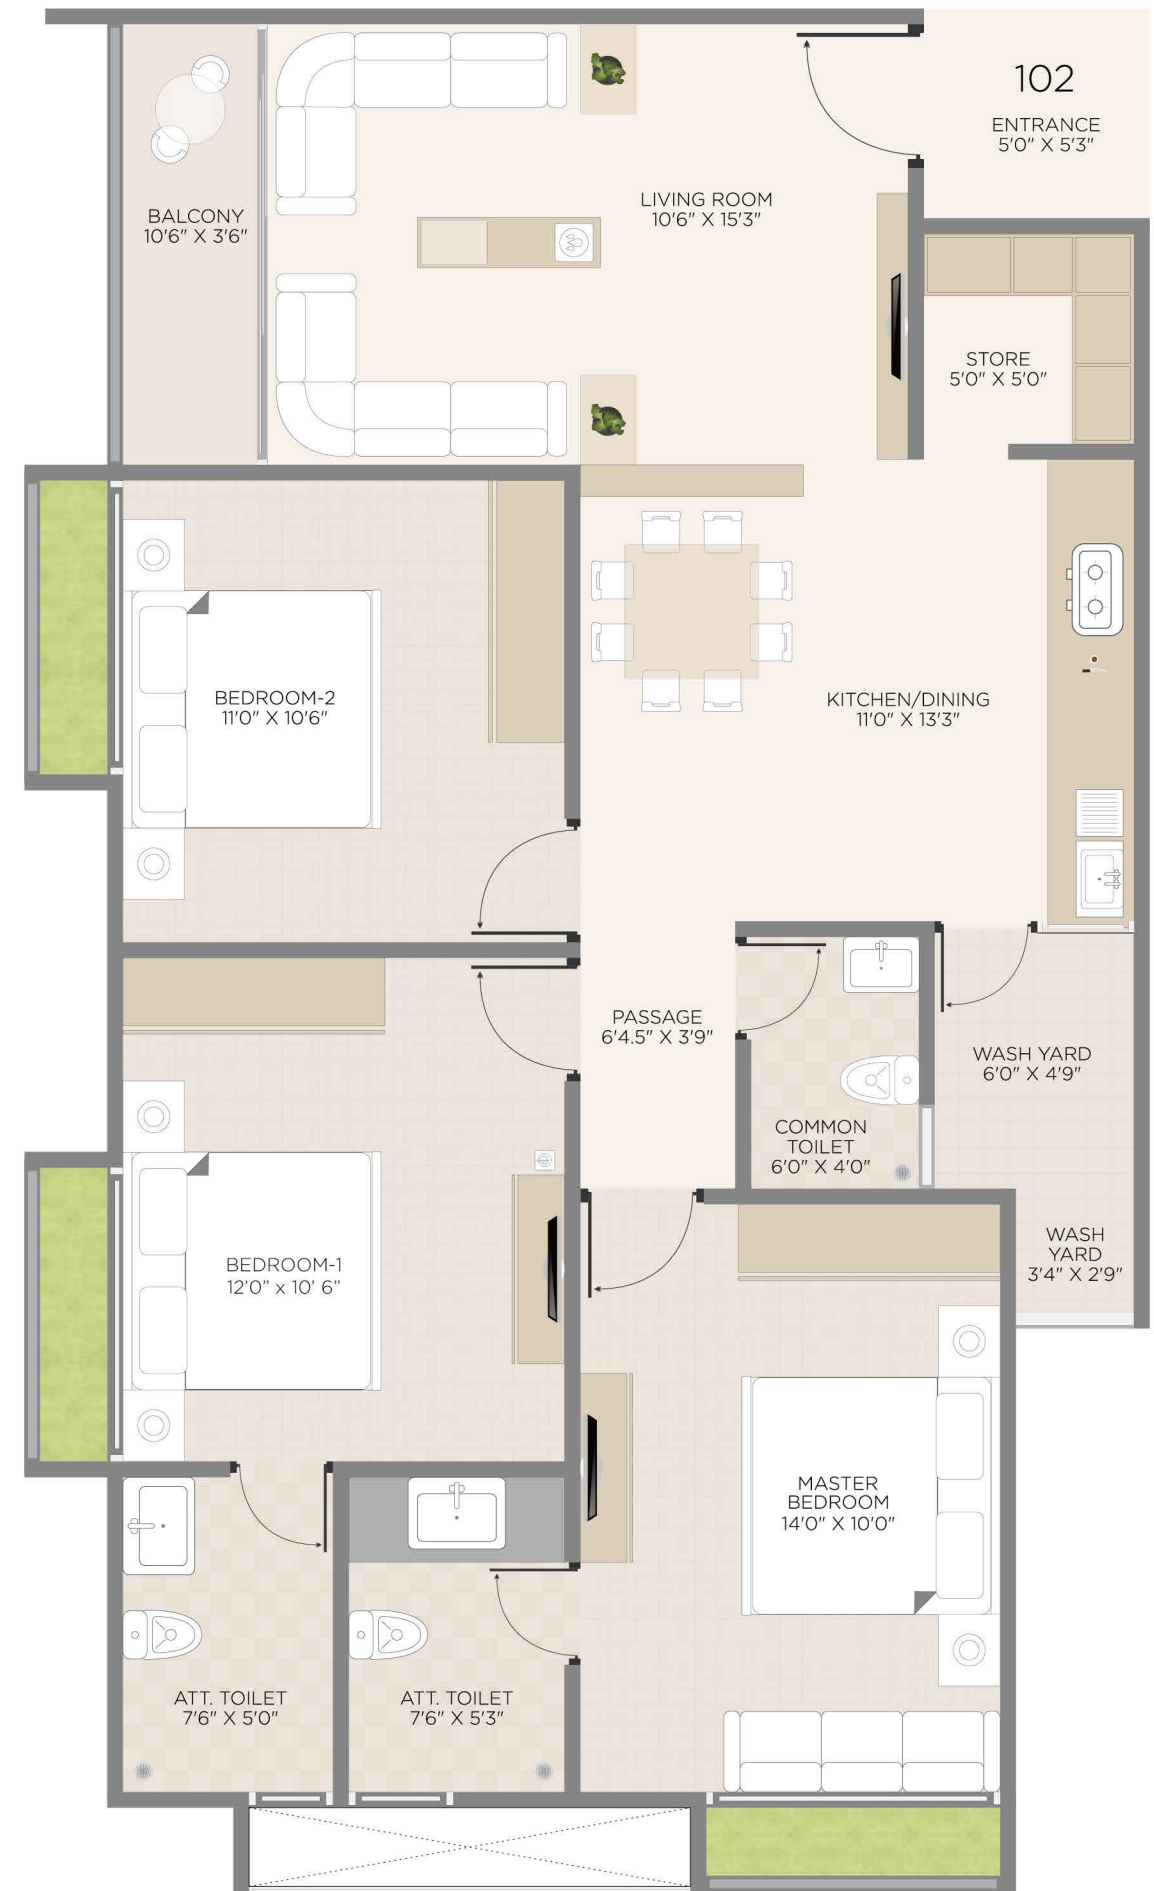 102
ENTRANCE
5'0" X 5'3"
LIVING ROOM
10'6" X 15'3"
BALCONY
10'6" X 3'6"
STORE
5'0" X 5'0"
BEDROOM-2
11'0" X 10'6"
KITCHEN/DINING
11'0" X 13'3"
PASSAGE
6'4.5" X 3'9"
WASH YARD
6'0" X 4'9"
COMMON
TOILET
6'0" X 4'0"
WASH
YARD
3'4" X 2'9"
BEDROOM-1
12’0” x 10’ 6”
MASTER
BEDROOM
14'0" X 10'0"
ATT. TOILET
7'6" X 5'0"
ATT. TOILET
7'6" X 5'3"